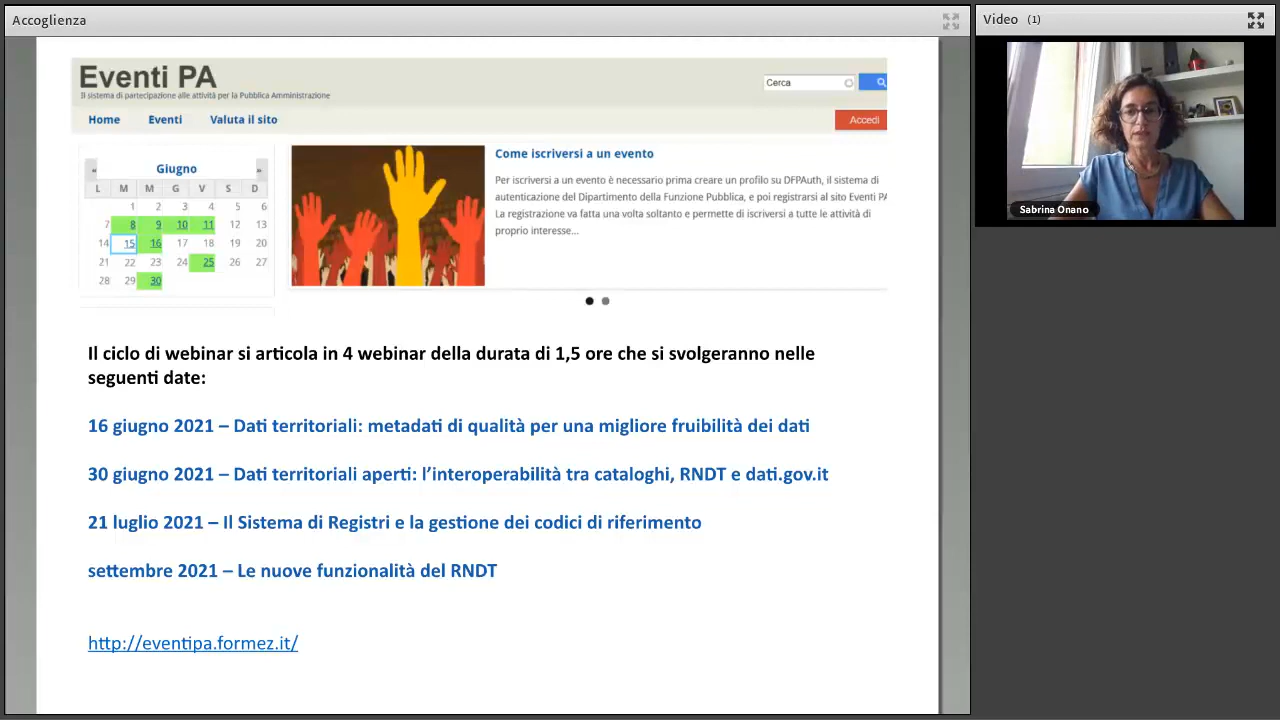 Accoglienza
Video (1)
Eventi PA
Il sistema di partecipazione alle attività per la Pubblica Amministrazione
Cerca
Home Eventi Valuta il sito
Accedi
« Giugno »
L M M G V S D
1 2 3 4 5 6
7 8 9 10 11 12 13
14 15 16 17 18 19 20
21 22 23 24 25 26 27
28 29 30
Come iscriversi a un evento
Per iscriversi a un evento è necessario prima creare un profilo su DFPAuth, il sistema di
autenticazione del Dipartimento della Funzione Pubblica, e poi registrarsi al sito Eventi PA
La registrazione va fatta una volta soltanto e permette di iscriversi a tutte le attività di
proprio interesse...
Sabrina Onano
Il ciclo di webinar si articola in 4 webinar della durata di 1,5 ore che si svolgeranno nelle
seguenti date:
16 giugno 2021 – Dati territoriali: metadati di qualità per una migliore fruibilità dei dati
30 giugno 2021 – Dati territoriali aperti: l’interoperabilità tra cataloghi, RNDT e dati.gov.it
21 luglio 2021 – Il Sistema di Registri e la gestione dei codici di riferimento
settembre 2021 – Le nuove funzionalità del RNDT
http://eventipa.formez.it/